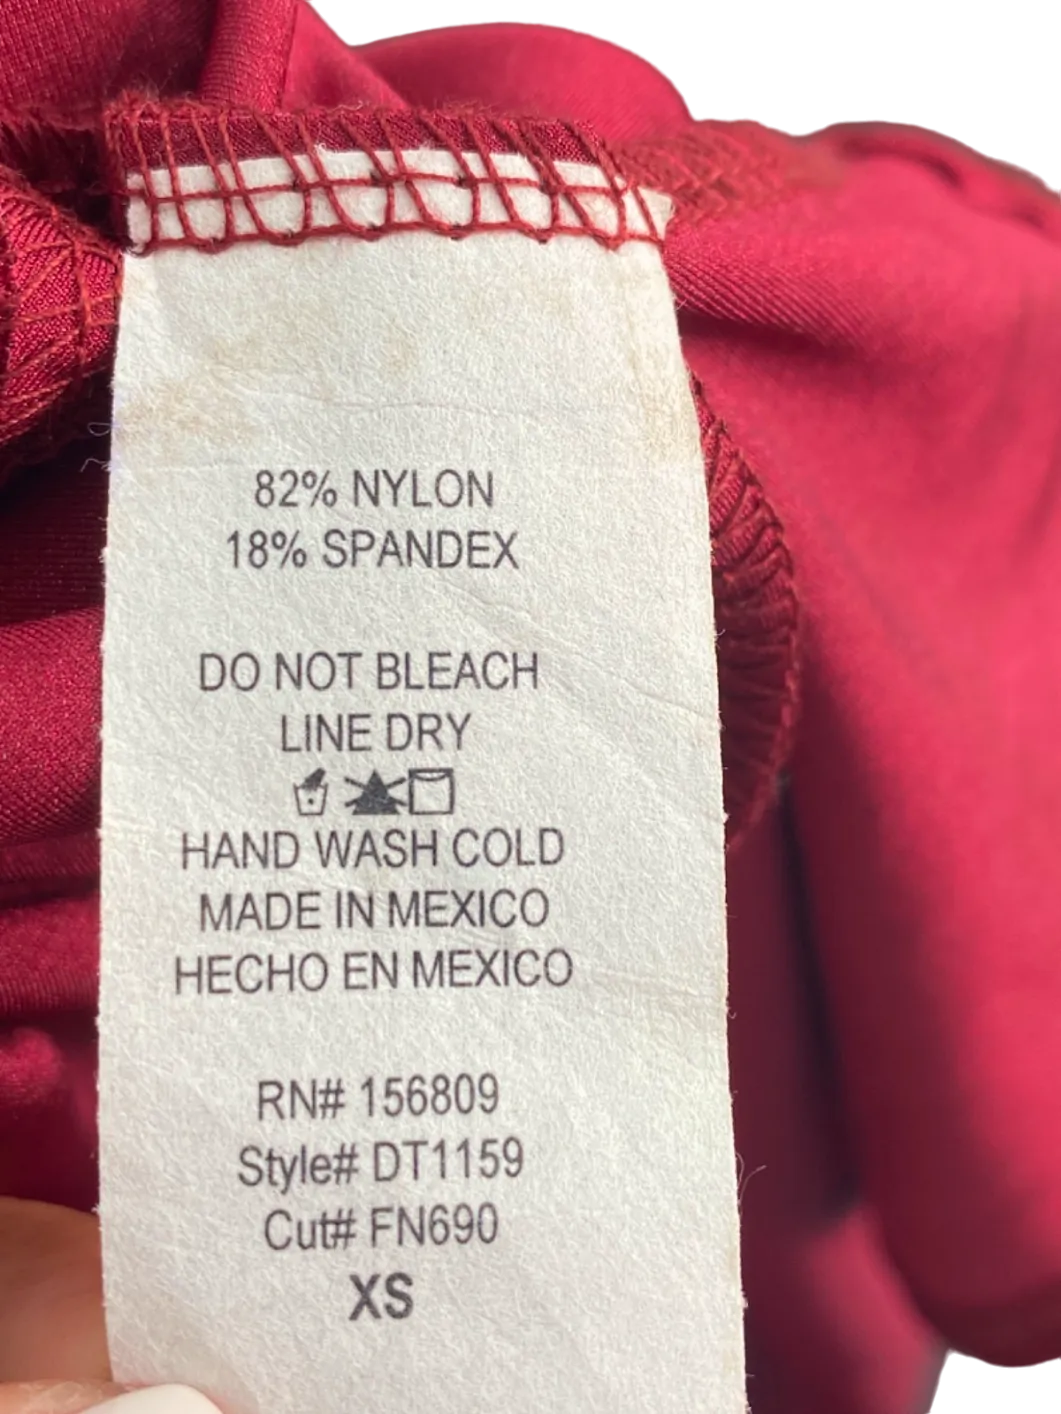 82% NYLON
18% SPANDEX
DO NOT BLEACH
LINE DRY
HAND WASH COLD
MADE IN MEXICO
HECHO EN MEXICO
RN# 156809
Style# DT1159
Cut# FN690
XS